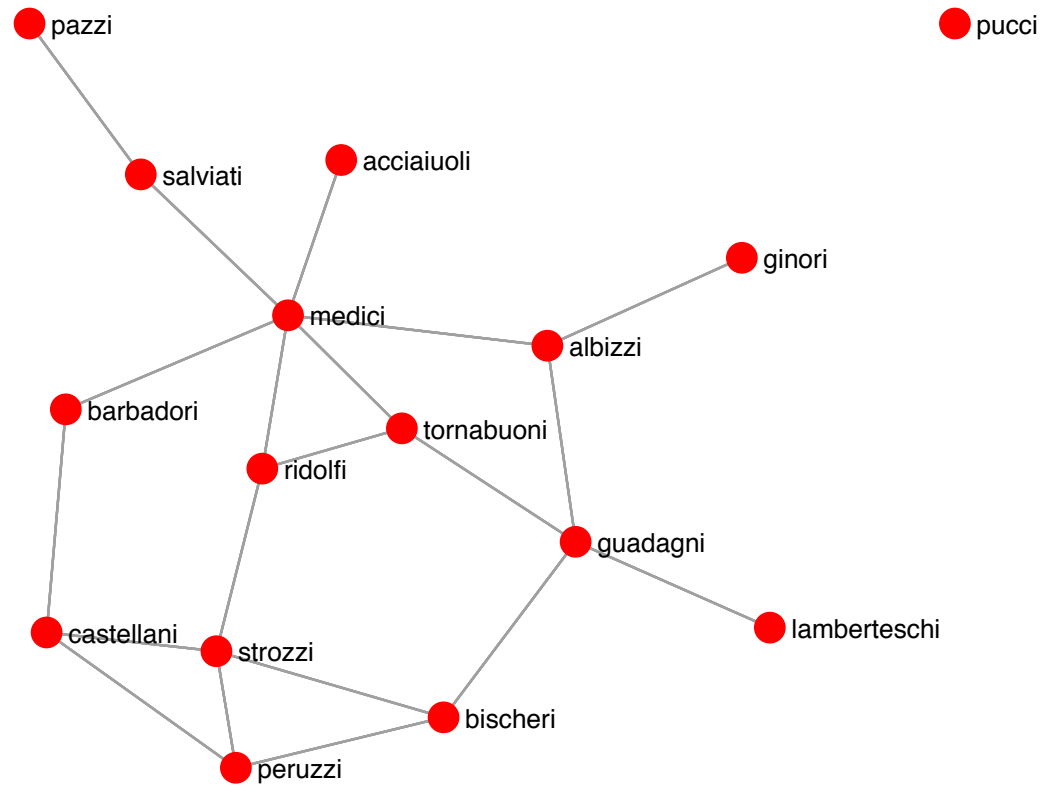 pazzi
pucci
acciaiuoli
salviati
ginori
medici
albizzi
barbadori
tornabuoni
ridolfi
guadagni
lamberteschi
castellani
strozzi
bischeri
peruzzi